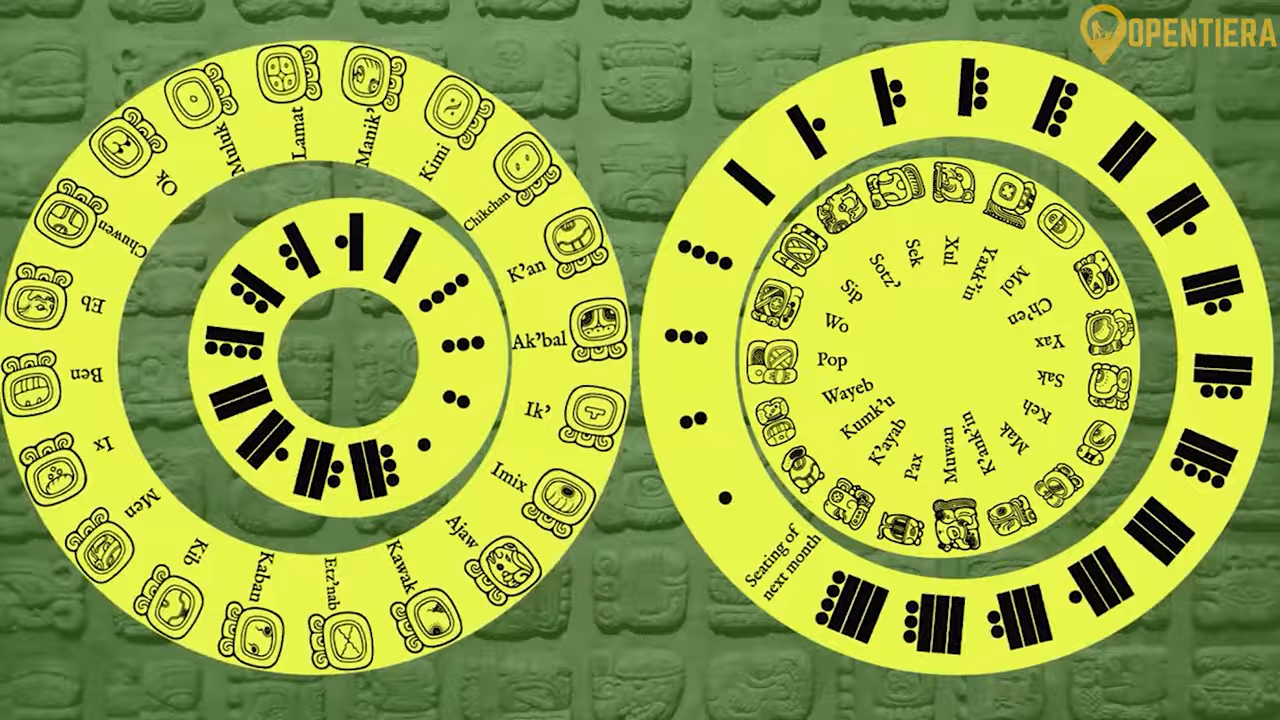 OPENTIERA
Imix
Ik’
Ak’bal
K’an
Chikchan
Kimi
Manik’
Lamat
Muluk
Ok
Chuwen
Eb
Ben
Ix
Men
Kib
Kaban
Etz’nab
Kawak
Ajaw
Pop
Wo
Sip
Sotz’
Sek
Xul
Yaxk’in
Mol
Ch’en
Yax
Sak
Keh
Mak
K’ank’in
Muwan
Pax
K’ayab
Kumk’u
Wayeb
Seating of
next month